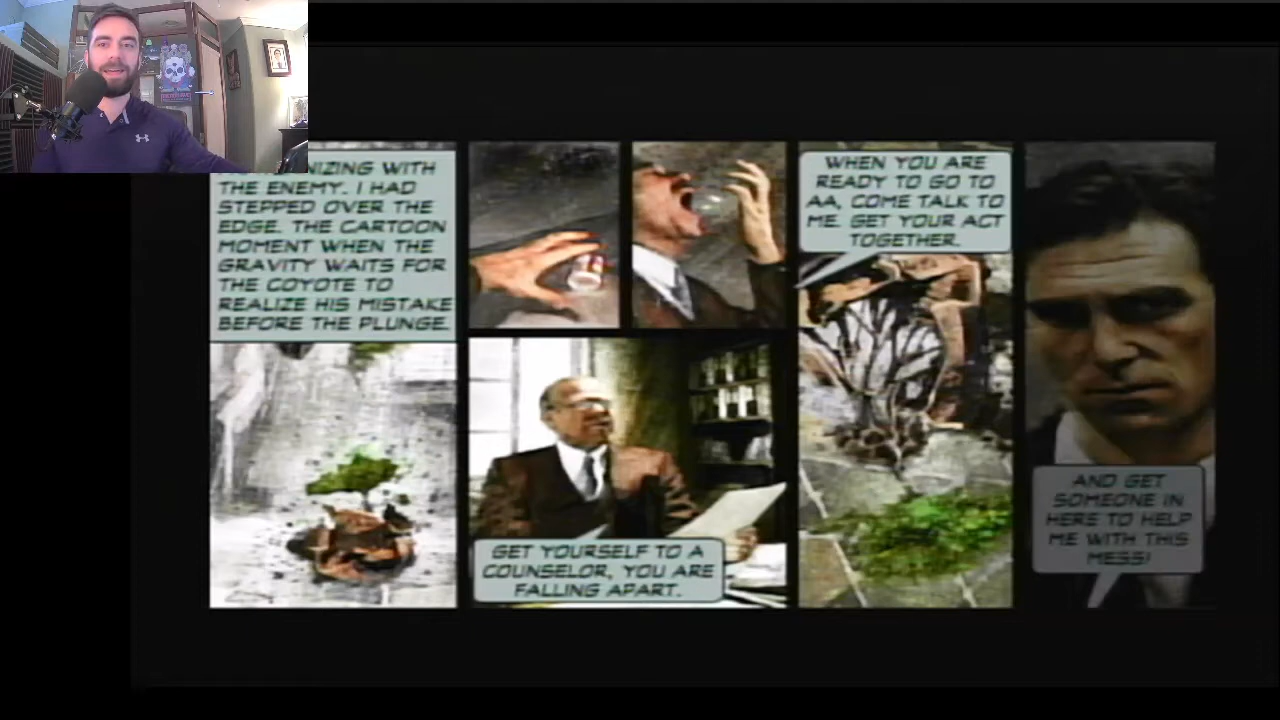 NIZING WITH
THE ENEMY. I HAD
STEPPED OVER THE
EDGE. THE CARTOON
MOMENT WHEN THE
GRAVITY WAITS FOR
THE COYOTE TO
REALIZE HIS MISTAKE
BEFORE THE PLUNGE.
GET YOURSELF TO A
COUNSELOR, YOU ARE
FALLING APART.
WHEN YOU ARE
READY TO GO TO
AA, COME TALK TO
ME. GET YOUR ACT
TOGETHER.
AND GET
SOMEONE IN
HERE TO HELP
ME WITH THIS
MESS!